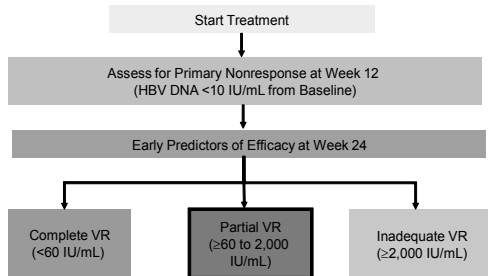 Start Treatment
Assess for Primary Nonresponse at Week 12
(HBV DNA <10 IU/mL from Baseline)
Early Predictors of Efficacy at Week 24
Complete VR
(<60 IU/mL)
Partial VR
(≥60 to 2,000
IU/mL)
Inadequate VR
(≥2,000 IU/mL)